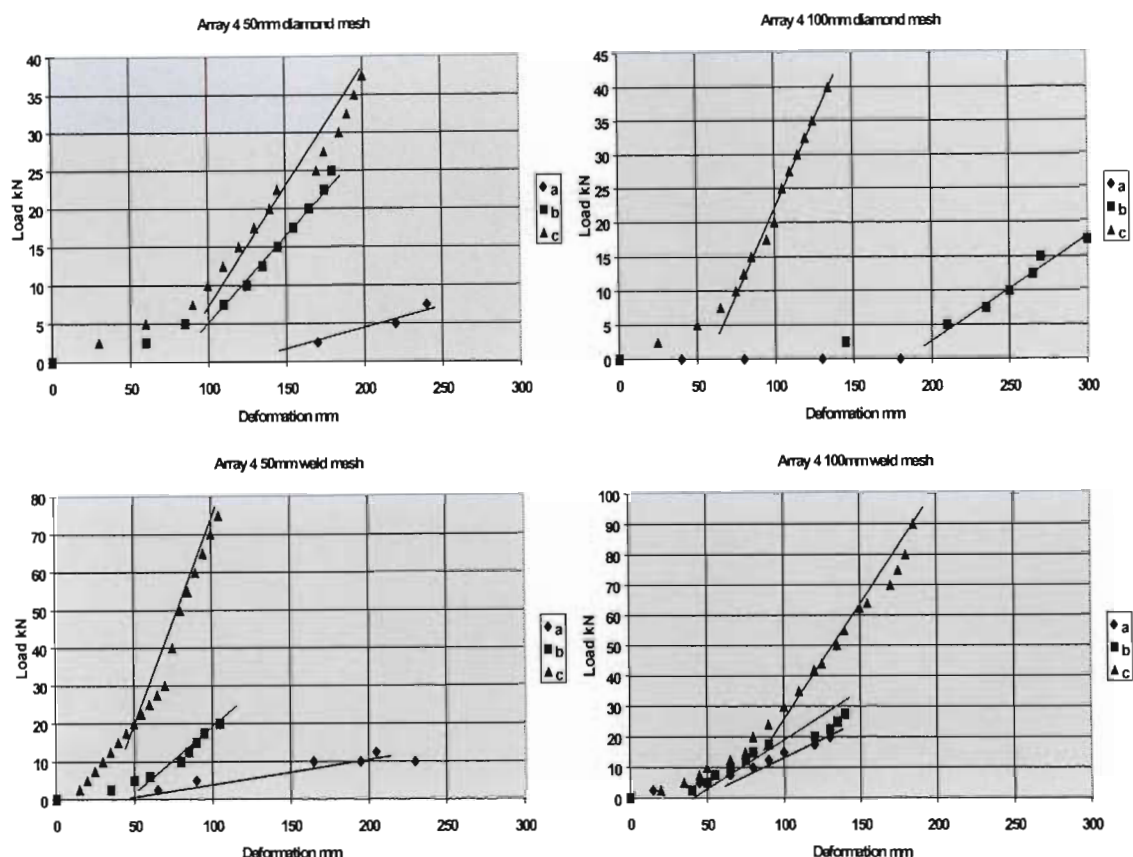 Array 4 50mm diamond mesh
40
35
30
25
20
15
10
5
0
Load kN
0 50 100 150 200 250 300
Deformation mm
a
b
c
Array 4 100mm diamond mesh
45
40
35
30
25
20
15
10
5
0
Load kN
0 50 100 150 200 250 300
Deformation mm
a
b
c
Array 4 50mm weld mesh
80
70
60
50
40
30
20
10
0
Load kN
0 50 100 150 200 250 300
Deformation mm
a
b
c
Array 4 100mm weld mesh
100
90
80
70
60
50
40
30
20
10
0
Load kN
0 50 100 150 200 250 300
Deformation mm
a
b
c